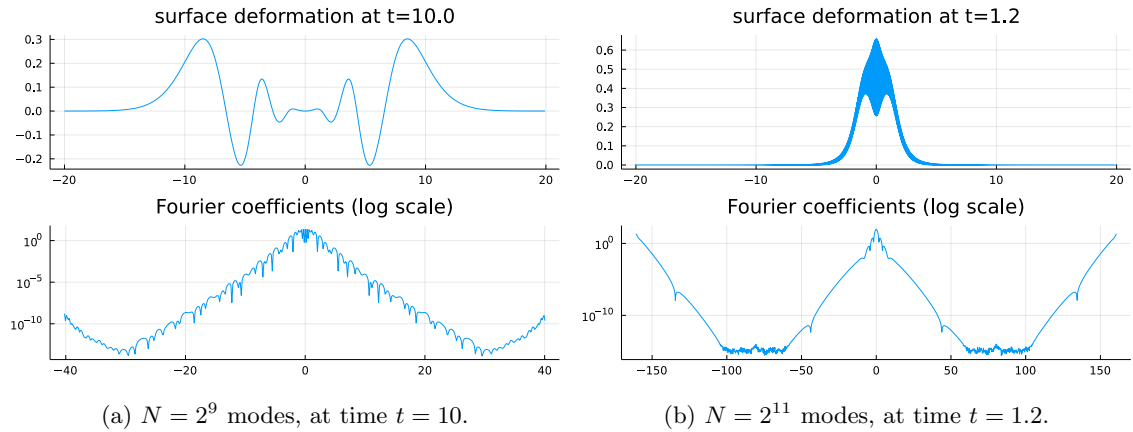 surface deformation at t=10.0
0.3
0.2
0.1
0.0
−0.1
−0.2
−20 −10 0 10 20
Fourier coefficients (log scale)
10^0
10^−5
10^−10
−40 −20 0 20 40
(a) N = 2^9 modes, at time t = 10.
surface deformation at t=1.2
0.6
0.5
0.4
0.3
0.2
0.1
0.0
−20 −10 0 10 20
Fourier coefficients (log scale)
10^0
10^−10
−150 −100 −50 0 50 100 150
(b) N = 2^11 modes, at time t = 1.2.